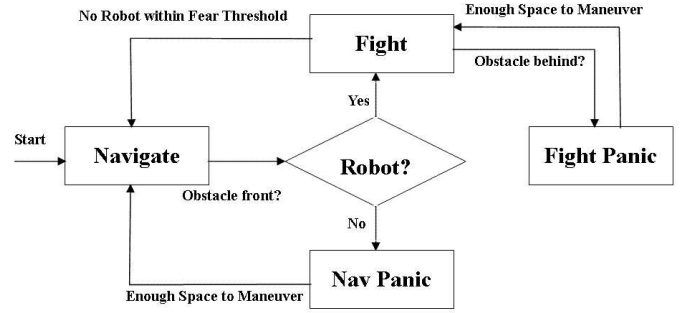 Enough Space to Maneuver
No Robot within Fear Threshold
Fight
Obstacle behind?
Yes
Start
Navigate
Robot?
Fight Panic
Obstacle front?
No
Nav Panic
Enough Space to Maneuver